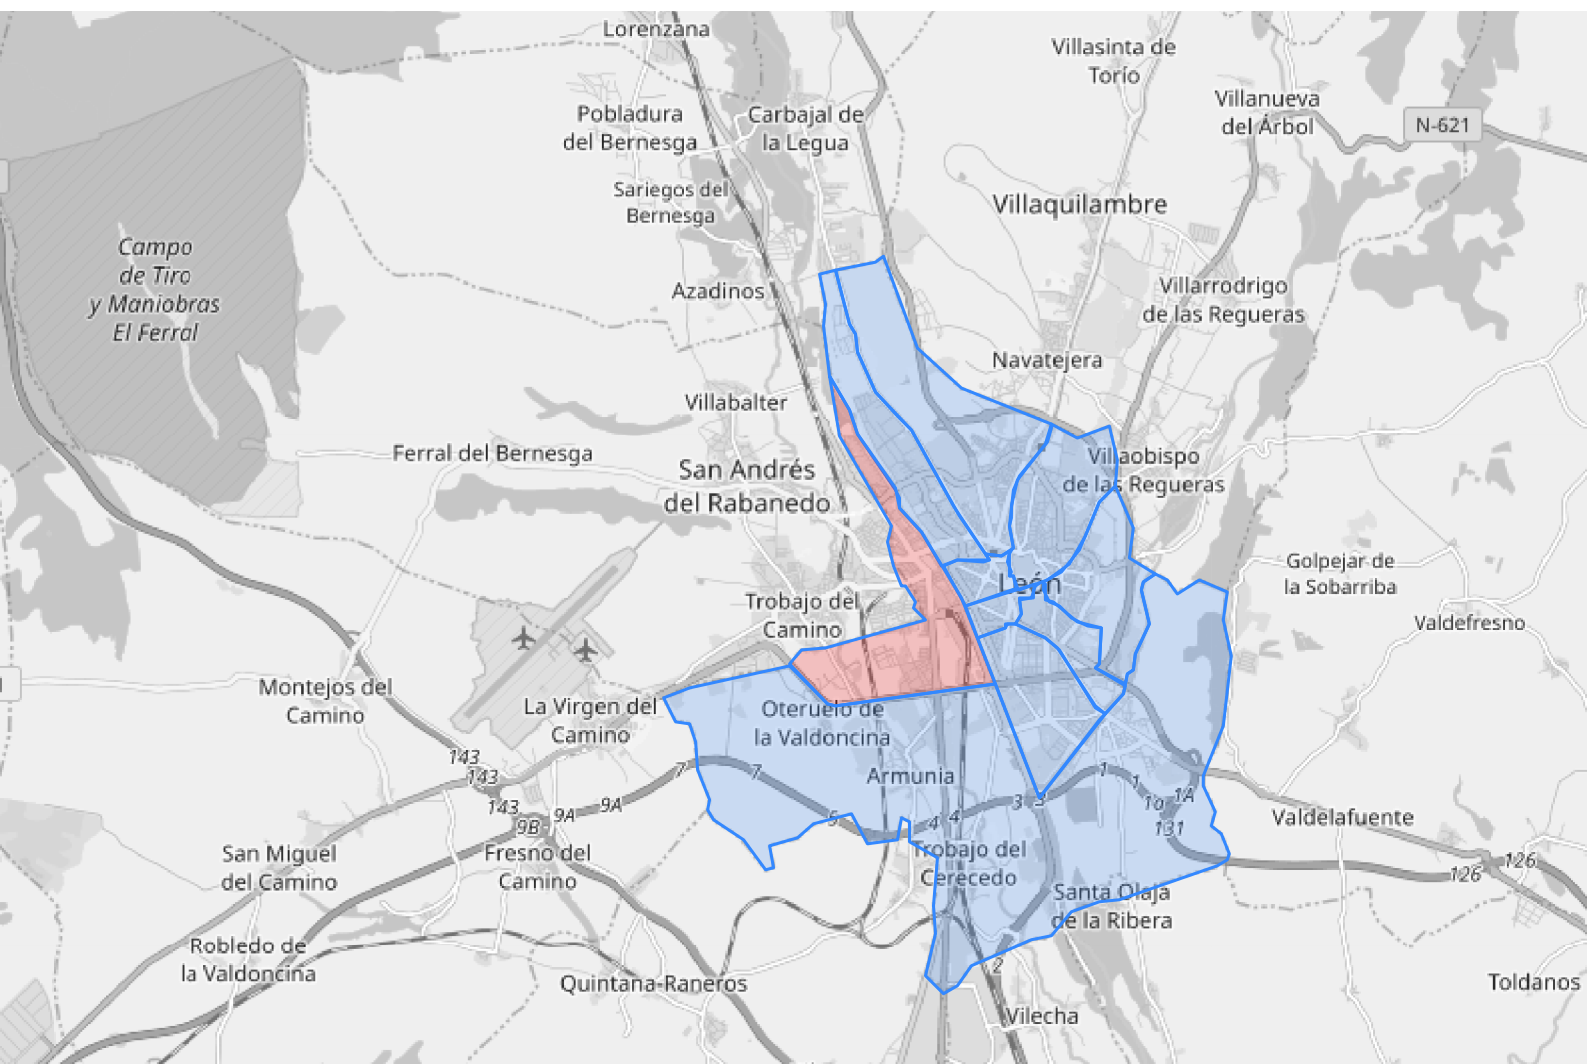 Lorenzana
Villasinta de
Torío
Pobladura
del Bernesga
Carbajal de
la Legua
Villanueva
del Árbol
N-621
Sariegos del
Bernesga
Villaquilambre
Campo
de Tiro
y Maniobras
El Ferral
Azadinos
Villarrodrigo
de las Regueras
Navatejera
Villabalter
Ferral del Bernesga
San Andrés
del Rabanedo
Villaobispo
de las Regueras
Golpejar de
la Sobarriba
León
Trobajo del
Camino
Valdefresno
Montejos del
Camino
La Virgen del
Camino
Oteruelo de
la Valdoncina
Armunia
143
143
143
9B
9A
9A
7
7
5
4
4
3
3
1
1
1a
1A
131
Valdelafuente
126
126
San Miguel
del Camino
Fresno del
Camino
Trobajo del
Cerecedo
Santa Olaja
de la Ribera
Robledo de
la Valdoncina
Quintana-Raneros
2
Toldanos
Vilecha